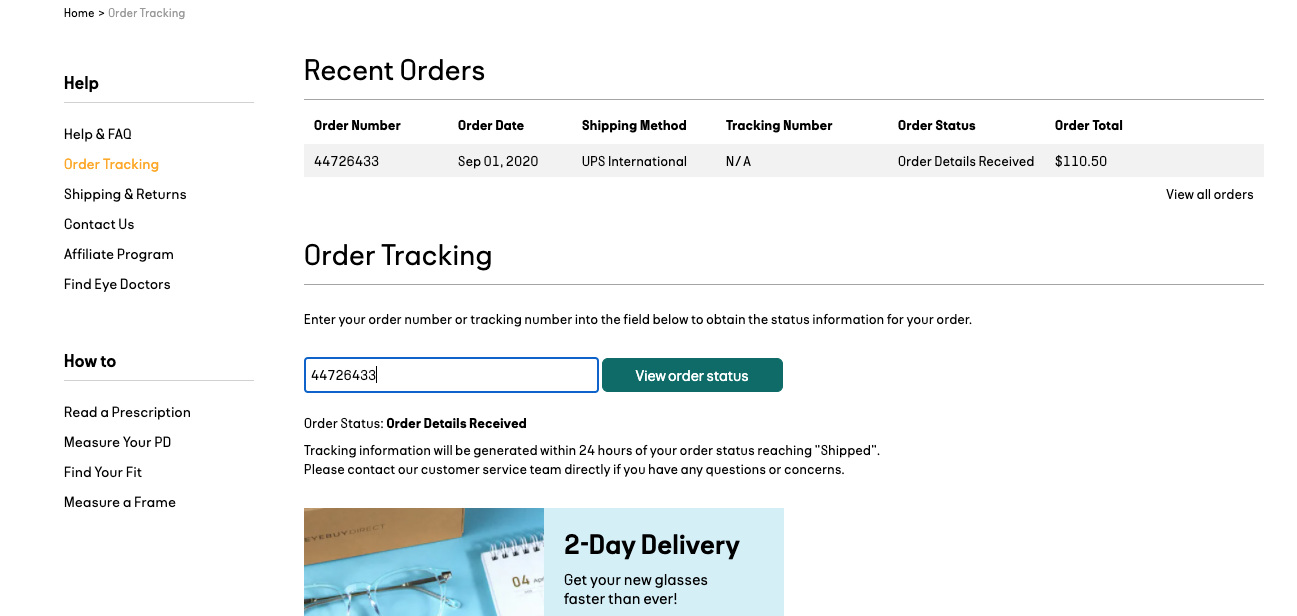 Home > Order Tracking
Help
Help & FAQ
Order Tracking
Shipping & Returns
Contact Us
Affiliate Program
Find Eye Doctors
How to
Read a Prescription
Measure Your PD
Find Your Fit
Measure a Frame
Recent Orders
Order Number Order Date Shipping Method Tracking Number Order Status Order Total
44726433 Sep 01, 2020 UPS International N/A Order Details Received $110.50
View all orders
Order Tracking
Enter your order number or tracking number into the field below to obtain the status information for your order.
44726433 View order status
Order Status: Order Details Received
Tracking information will be generated within 24 hours of your order status reaching "Shipped".
Please contact our customer service team directly if you have any questions or concerns.
EYEBUYDIRECT
04
2-Day Delivery
Get your new glasses
faster than ever!